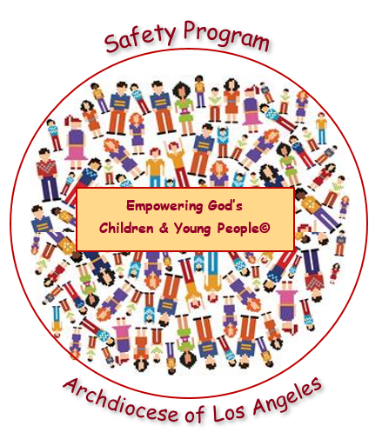 Safety Program
Empowering God's
Children & Young People©
Archdiocese of Los Angeles